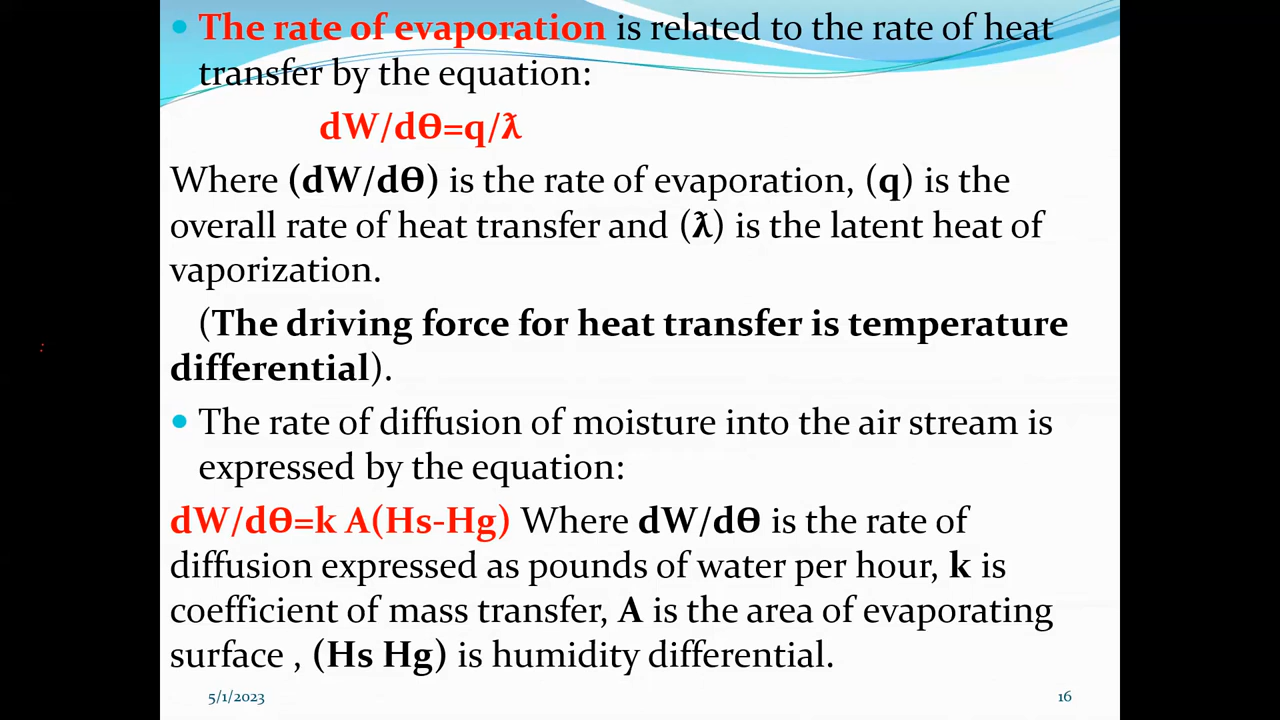 • The rate of evaporation is related to the rate of heat
transfer by the equation:
dW/dƟ=q/ƛ
Where (dW/dƟ) is the rate of evaporation, (q) is the
overall rate of heat transfer and (ƛ) is the latent heat of
vaporization.
(The driving force for heat transfer is temperature
differential).
• The rate of diffusion of moisture into the air stream is
expressed by the equation:
dW/dƟ=k A(Hs-Hg) Where dW/dƟ is the rate of
diffusion expressed as pounds of water per hour, k is
coefficient of mass transfer, A is the area of evaporating
surface , (Hs Hg) is humidity differential.
5/1/2023
16